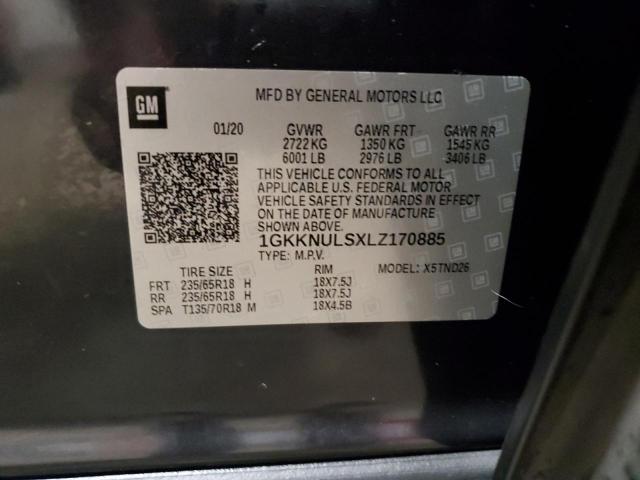 GM
MFD BY GENERAL MOTORS LLC
01/20 GVWR GAWR FRT GAWR RR
2722 KG 1350 KG 1545 KG
6001 LB 2976 LB 3406 LB
THIS VEHICLE CONFORMS TO ALL
APPLICABLE U.S. FEDERAL MOTOR
VEHICLE SAFETY STANDARDS IN EFFECT
ON THE DATE OF MANUFACTURE
SHOWN ABOVE.
1GKKNULSXLZ170885
TYPE: M.P.V. MODEL: X5TND26
TIRE SIZE RIM
FRT 235/65R18 H 18X7.5J
RR 235/65R18 H 18X7.5J
SPA T135/70R18 M 18X4.5B